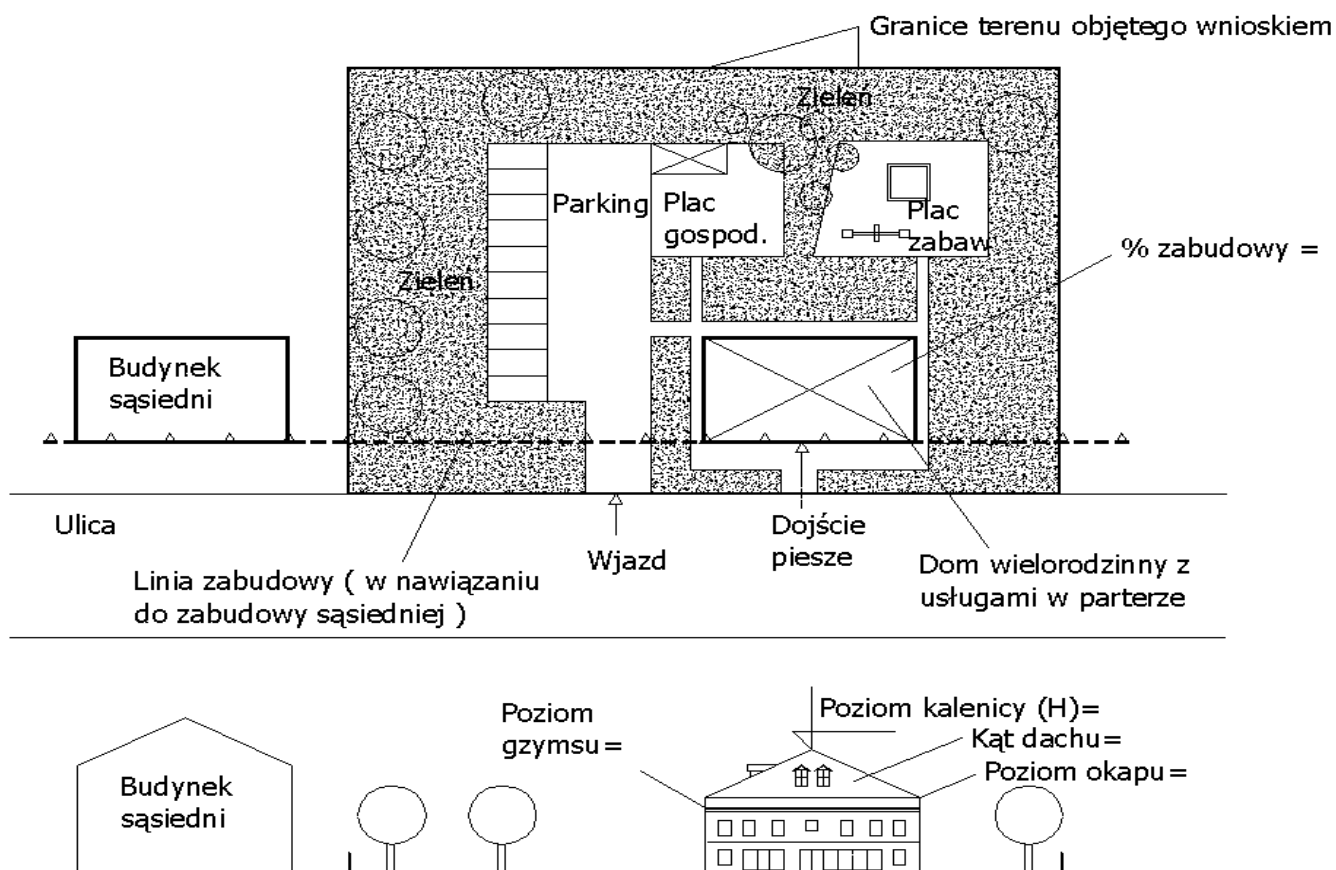 Granice terenu objętego wnioskiem
Zieleń
Parking
Plac
gospod.
Plac
zabaw
% zabudowy =
Zieleń
Budynek
sąsiedni
Ulica
Wjazd
Dojście
piesze
Linia zabudowy ( w nawiązaniu
do zabudowy sąsiedniej )
Dom wielorodzinny z
usługami w parterze
Poziom
gzymsu=
Poziom kalenicy (H)=
Kąt dachu=
Poziom okapu=
Budynek
sąsiedni